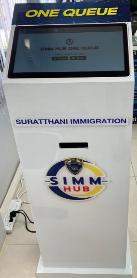 ONE QUEUE
SURATTHANI IMMIGRATION
SIMM
HUB